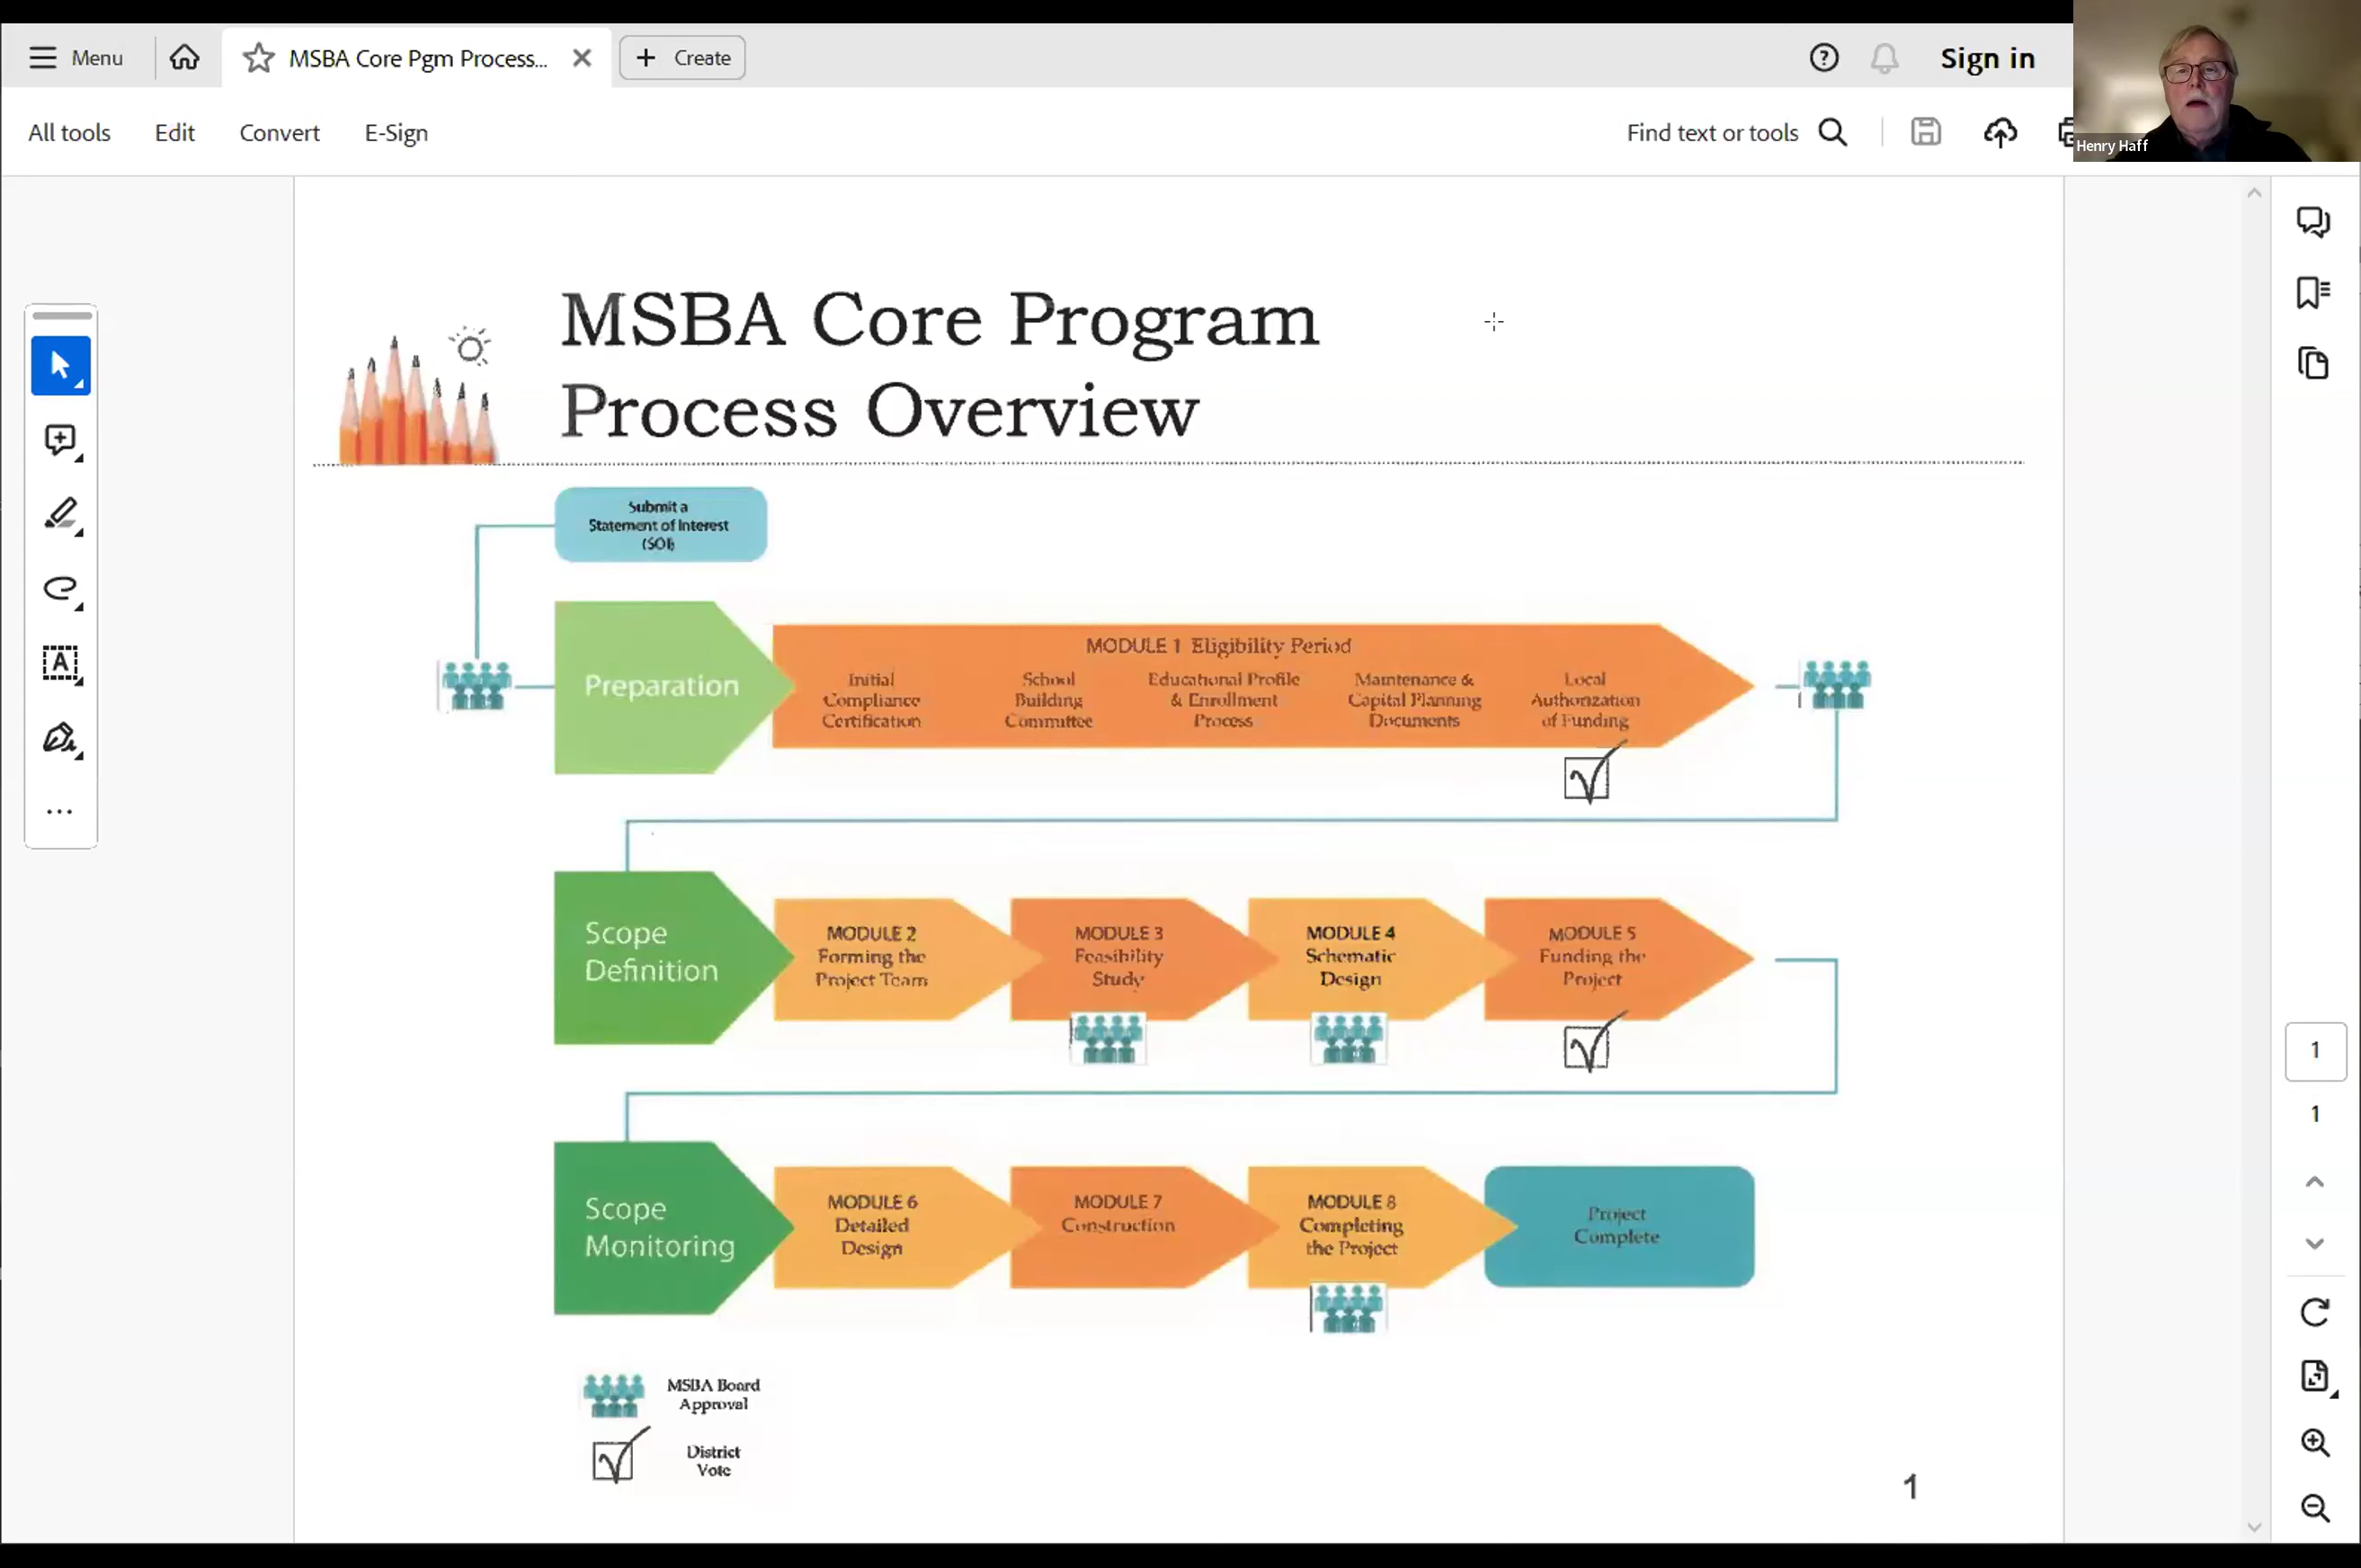 Menu
MSBA Core Pgm Process...
Create
Sign in
All tools
Edit
Convert
E-Sign
Find text or tools
Henry Haff
MSBA Core Program
Process Overview
Submit a
Statement of Interest
(SOI)
Preparation
MODULE 1 Eligibility Period
Initial
Compliance
Certification
School
Building
Committee
Educational Profile
& Enrollment
Process
Maintenance &
Capital Planning
Documents
Local
Authorization
of Funding
Scope
Definition
MODULE 2
Forming the
Project Team
MODULE 3
Feasibility
Study
MODULE 4
Schematic
Design
MODULE 5
Funding the
Project
1
1
Scope
Monitoring
MODULE 6
Detailed
Design
MODULE 7
Construction
MODULE 8
Completing
the Project
Project
Complete
MSBA Board
Approval
District
Vote
1